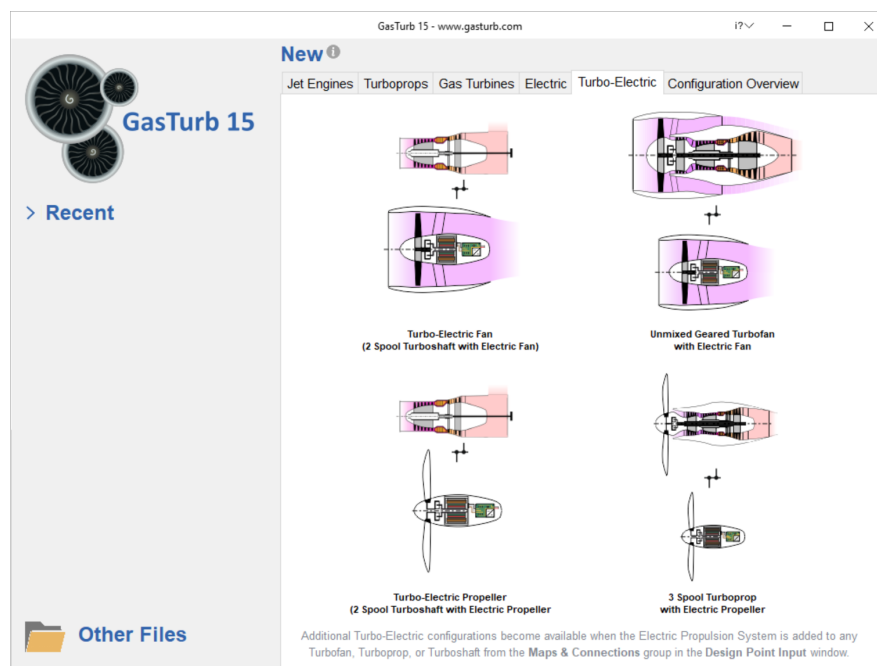 GasTurb 15 - www.gasturb.com
i?
New
i
Jet Engines Turboprops Gas Turbines Electric Turbo-Electric Configuration Overview
GasTurb 15
> Recent
Turbo-Electric Fan
(2 Spool Turboshaft with Electric Fan)
Unmixed Geared Turbofan
with Electric Fan
Turbo-Electric Propeller
(2 Spool Turboshaft with Electric Propeller
3 Spool Turboprop
with Electric Propeller
Additional Turbo-Electric configurations become available when the Electric Propulsion System is added to any
Turbofan, Turboprop, or Turboshaft from the Maps & Connections group in the Design Point Input window.
Other Files